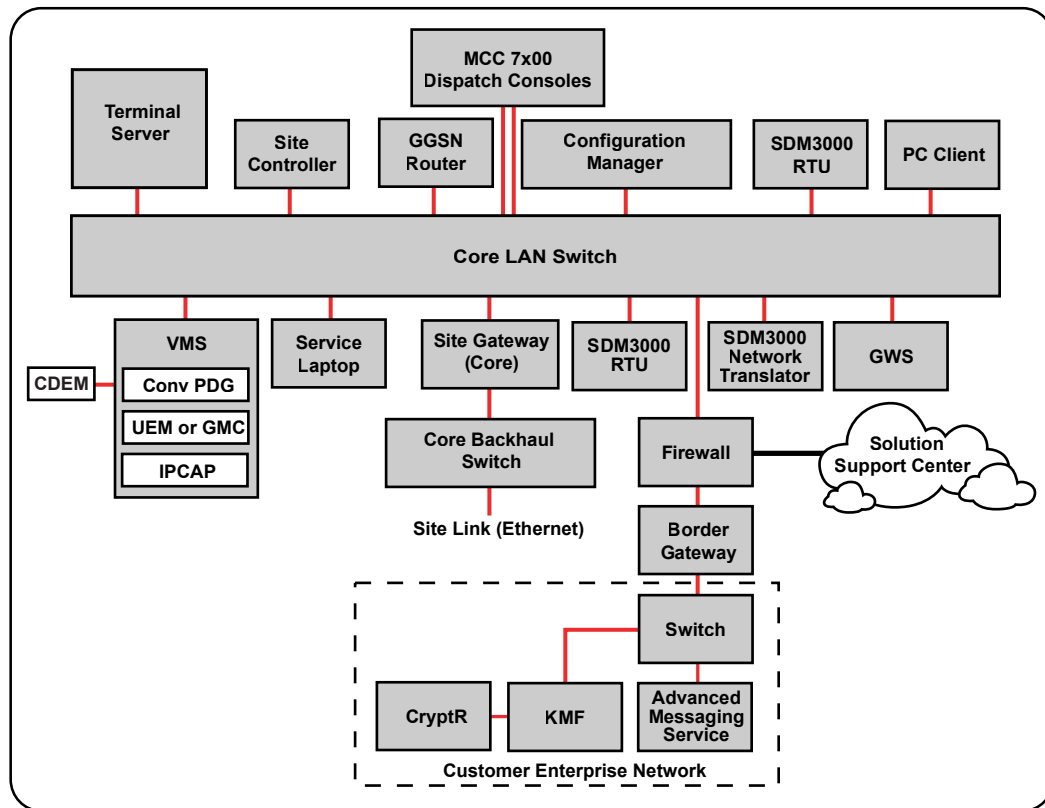 MCC 7x00
Dispatch Consoles
Terminal
Server
Site
Controller
GGSN
Router
Configuration
Manager
SDM3000
RTU
PC Client
Core LAN Switch
VMS
Conv PDG
UEM or GMC
IPCAP
CDEM
Service
Laptop
Site Gateway
(Core)
SDM3000
RTU
SDM3000
Network
Translator
GWS
Core Backhaul
Switch
Site Link (Ethernet)
Firewall
Solution
Support Center
Border
Gateway
Switch
CryptR
KMF
Advanced
Messaging
Service
Customer Enterprise Network